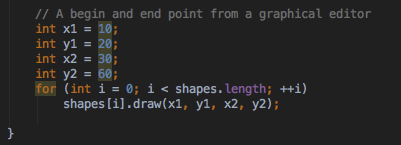 // A begin and end point from a graphical editor
int x1 = 10;
int y1 = 20;
int x2 = 30;
int y2 = 60;
for (int i = 0; i < shapes.length; ++i)
shapes[i].draw(x1, y1, x2, y2);
}